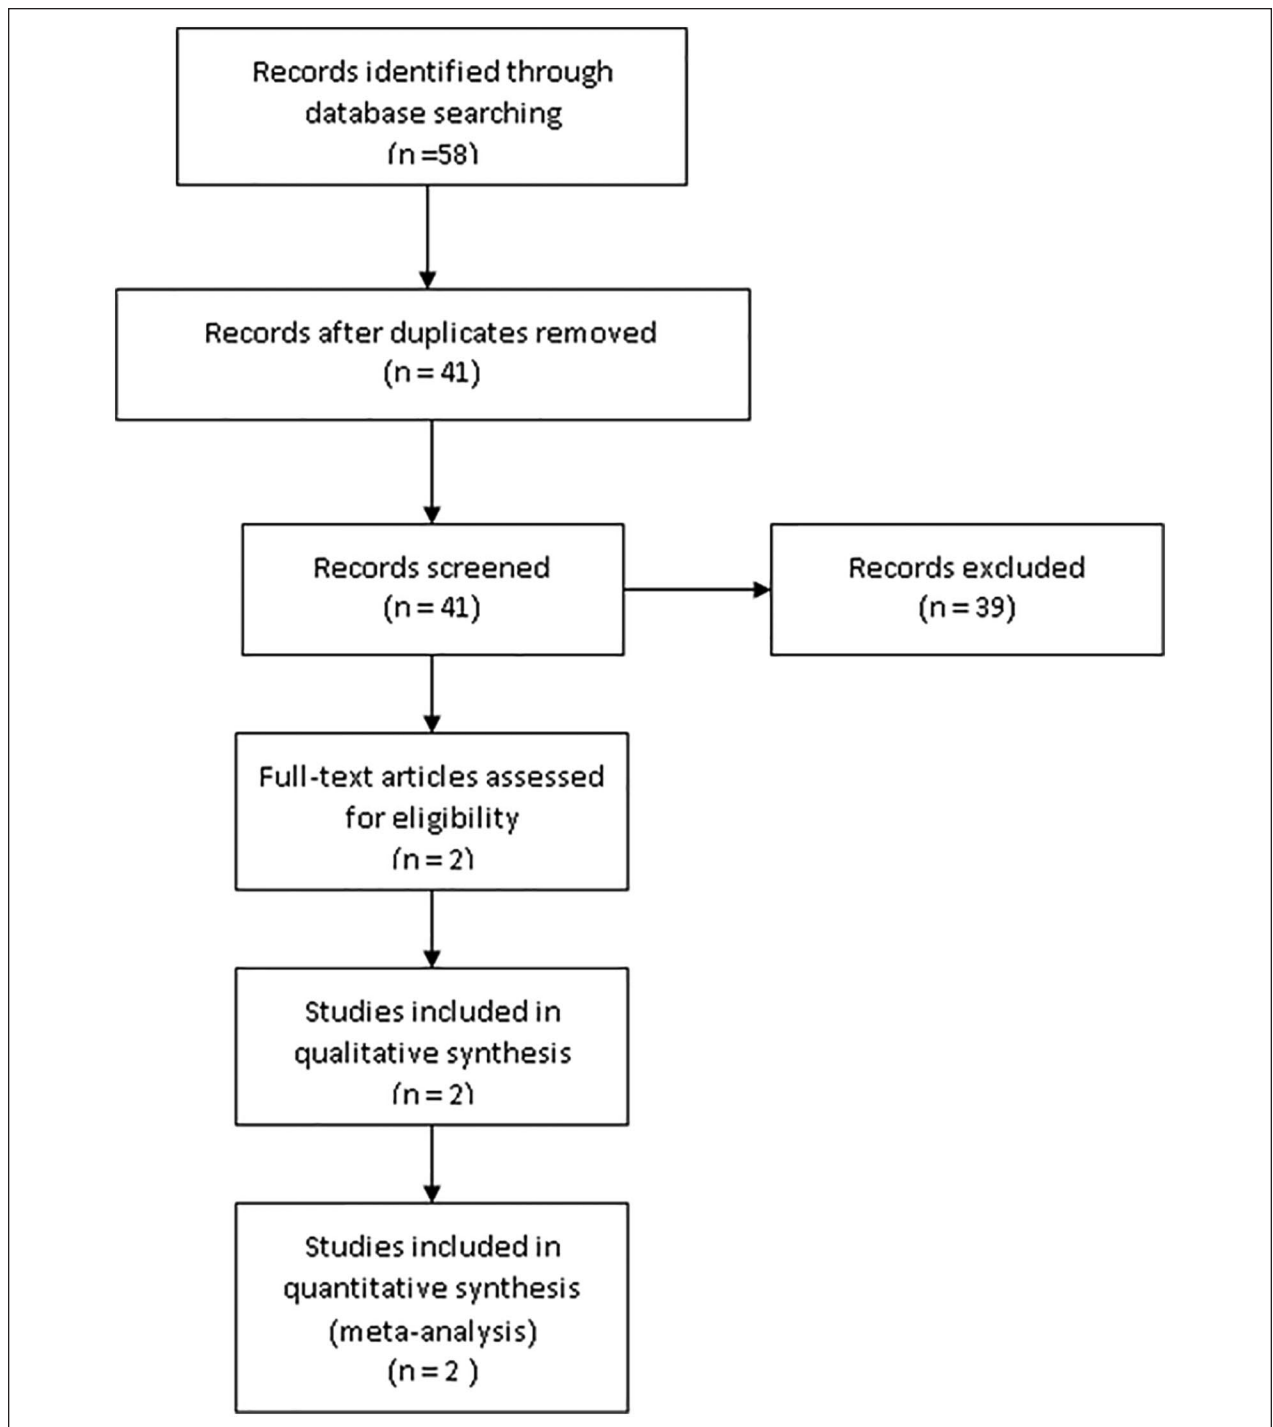 Records identified through
database searching
(n =58)
Records after duplicates removed
(n = 41)
Records screened
(n = 41)
Records excluded
(n = 39)
Full-text articles assessed
for eligibility
(n = 2)
Studies included in
qualitative synthesis
(n = 2)
Studies included in
quantitative synthesis
(meta-analysis)
(n = 2 )